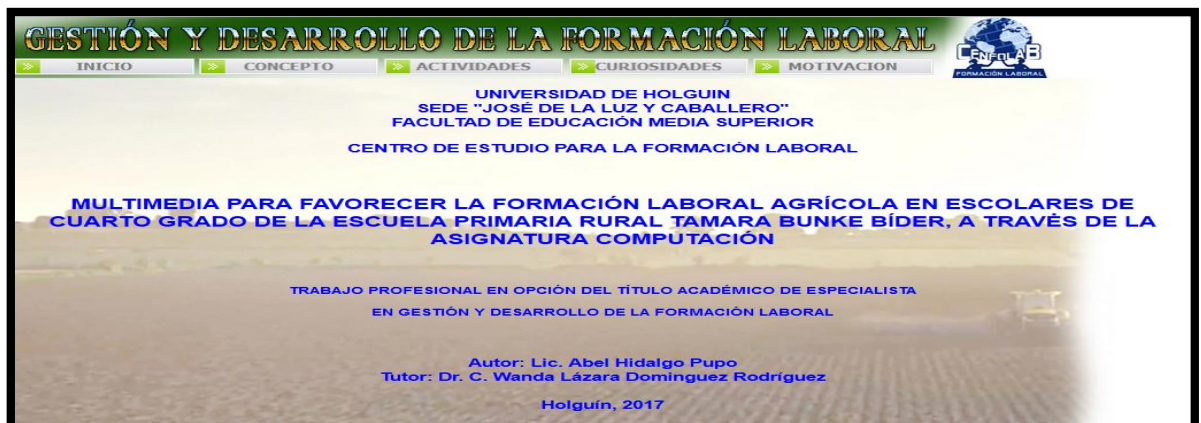 GESTIÓN Y DESARROLLO DE LA FORMACIÓN LABORAL
CENFOLAB
FORMACIÓN LABORAL
INICIO CONCEPTO ACTIVIDADES CURIOSIDADES MOTIVACION
UNIVERSIDAD DE HOLGUIN
SEDE "JOSÉ DE LA LUZ Y CABALLERO"
FACULTAD DE EDUCACIÓN MEDIA SUPERIOR
CENTRO DE ESTUDIO PARA LA FORMACIÓN LABORAL
MULTIMEDIA PARA FAVORECER LA FORMACIÓN LABORAL AGRÍCOLA EN ESCOLARES DE
CUARTO GRADO DE LA ESCUELA PRIMARIA RURAL TAMARA BUNKE BÍDER, A TRAVÉS DE LA
ASIGNATURA COMPUTACIÓN
TRABAJO PROFESIONAL EN OPCIÓN DEL TÍTULO ACADÉMICO DE ESPECIALISTA
EN GESTIÓN Y DESARROLLO DE LA FORMACIÓN LABORAL
Autor: Lic. Abel Hidalgo Pupo
Tutor: Dr. C. Wanda Lázara Domínguez Rodríguez
Holguín, 2017